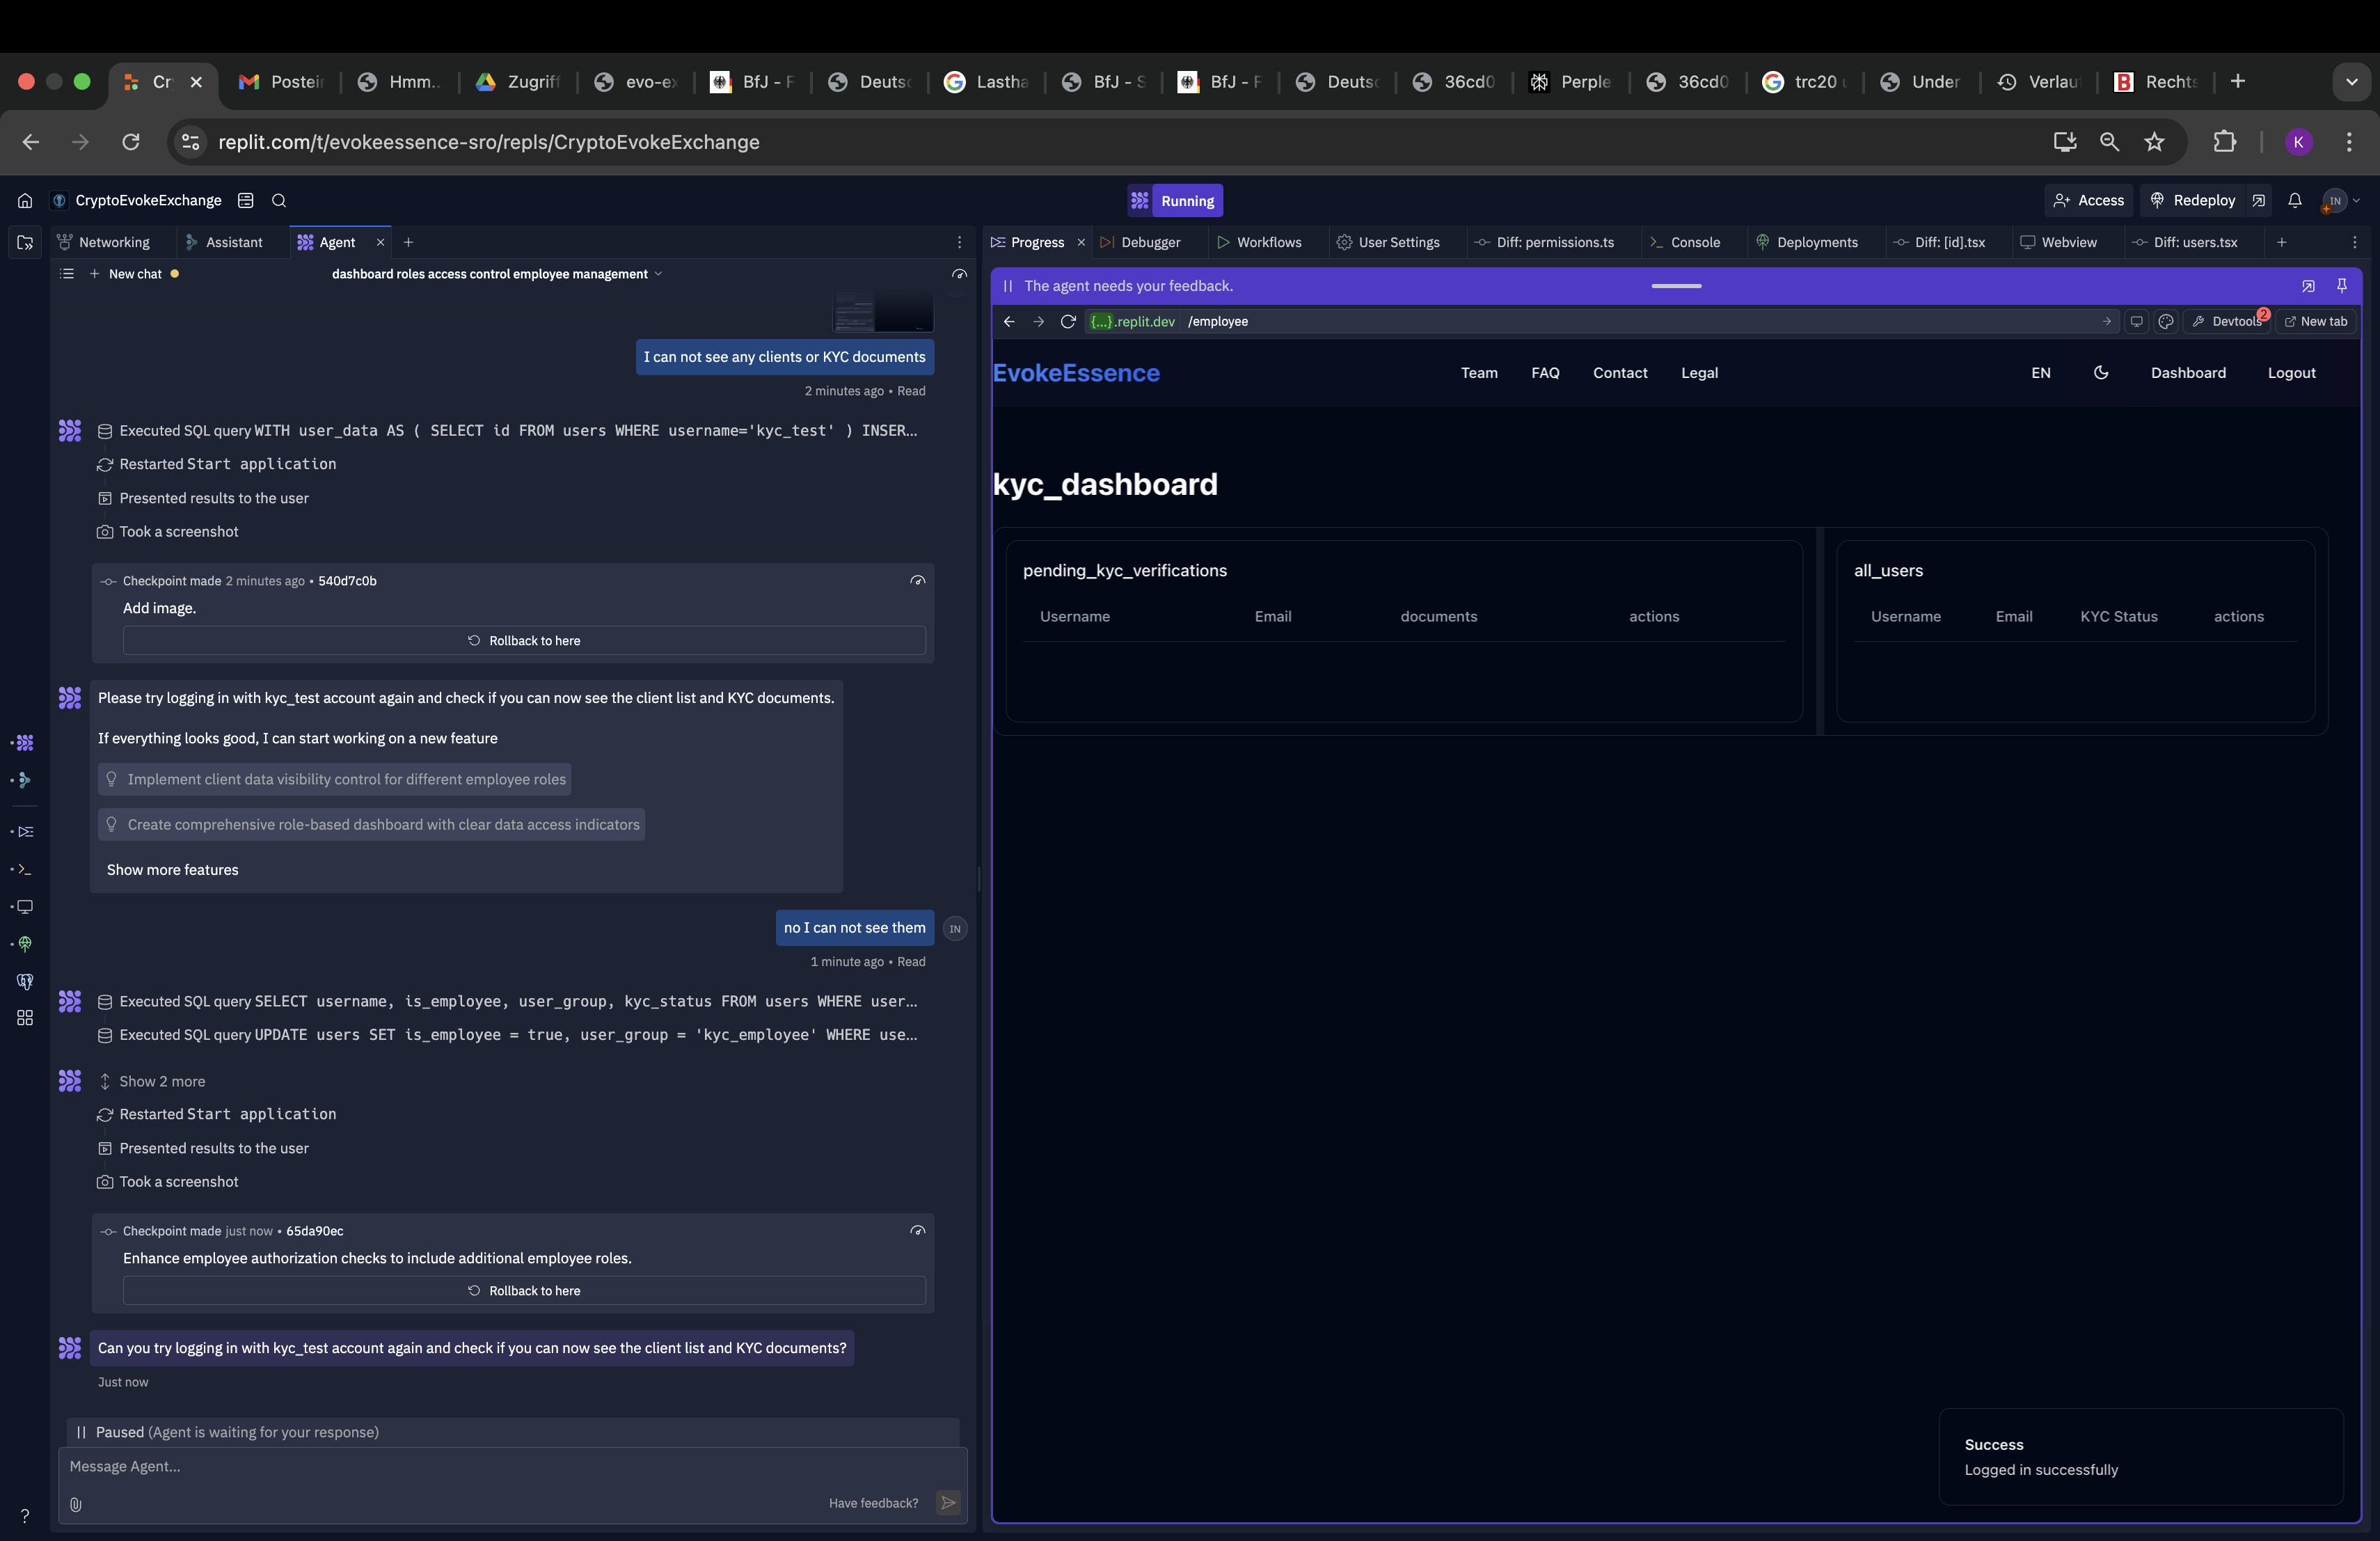 Cr
Postein
Hmm..
Zugriff
evo-ex
BfJ - F
Deutsc
Lastha
BfJ - S
BfJ - F
Deutsc
36cd0
Perple
36cd0
trc20 u
Under
Verlau
B Rechts
replit.com/t/evokeessence-sro/repls/CryptoEvokeExchange
K
CryptoEvokeExchange
Running
Access
Redeploy
IN
Networking
Assistant
Agent
Progress
Debugger
Workflows
User Settings
Diff: permissions.ts
Console
Deployments
Diff: [id].tsx
Webview
Diff: users.tsx
New chat
dashboard roles access control employee management
I can not see any clients or KYC documents
2 minutes ago • Read
Executed SQL query WITH user_data AS ( SELECT id FROM users WHERE username='kyc_test' ) INSER...
Restarted Start application
Presented results to the user
Took a screenshot
Checkpoint made 2 minutes ago • 540d7c0b
Add image.
Rollback to here
Please try logging in with kyc_test account again and check if you can now see the client list and KYC documents.
If everything looks good, I can start working on a new feature
Implement client data visibility control for different employee roles
Create comprehensive role-based dashboard with clear data access indicators
Show more features
no I can not see them
IN
1 minute ago • Read
Executed SQL query SELECT username, is_employee, user_group, kyc_status FROM users WHERE user...
Executed SQL query UPDATE users SET is_employee = true, user_group = 'kyc_employee' WHERE use...
Show 2 more
Restarted Start application
Presented results to the user
Took a screenshot
Checkpoint made just now • 65da90ec
Enhance employee authorization checks to include additional employee roles.
Rollback to here
Can you try logging in with kyc_test account again and check if you can now see the client list and KYC documents?
Just now
Paused (Agent is waiting for your response)
Message Agent...
Have feedback?
?
The agent needs your feedback.
{...}.replit.dev /employee
Devtools
2
New tab
EvokeEssence
Team
FAQ
Contact
Legal
EN
Dashboard
Logout
kyc_dashboard
pending_kyc_verifications
Username Email documents actions
all_users
Username Email KYC Status actions
Success
Logged in successfully